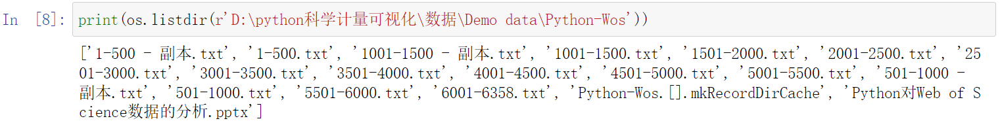 In [8]: print(os.listdir(r'D:\python科学计量可视化\数据\Demo data\Python-Wos'))
['1-500 - 副本.txt', '1-500.txt', '1001-1500 - 副本.txt', '1001-1500.txt', '1501-2000.txt', '2001-2500.txt', '25
01-3000.txt', '3001-3500.txt', '3501-4000.txt', '4001-4500.txt', '4501-5000.txt', '5001-5500.txt', '501-1000 -
副本.txt', '501-1000.txt', '5501-6000.txt', '6001-6358.txt', 'Python-Wos.[].mkRecordDirCache', 'Python对Web of S
cience数据的分析.pptx']